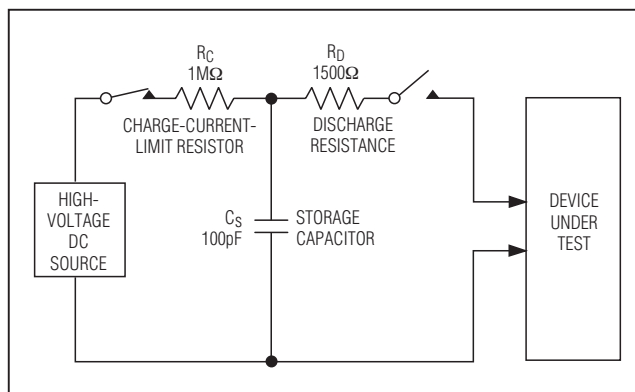 R_C
1MΩ
R_D
1500Ω
CHARGE-CURRENT-
LIMIT RESISTOR
DISCHARGE
RESISTANCE
HIGH-
VOLTAGE
DC
SOURCE
C_S
100pF
STORAGE
CAPACITOR
DEVICE
UNDER
TEST